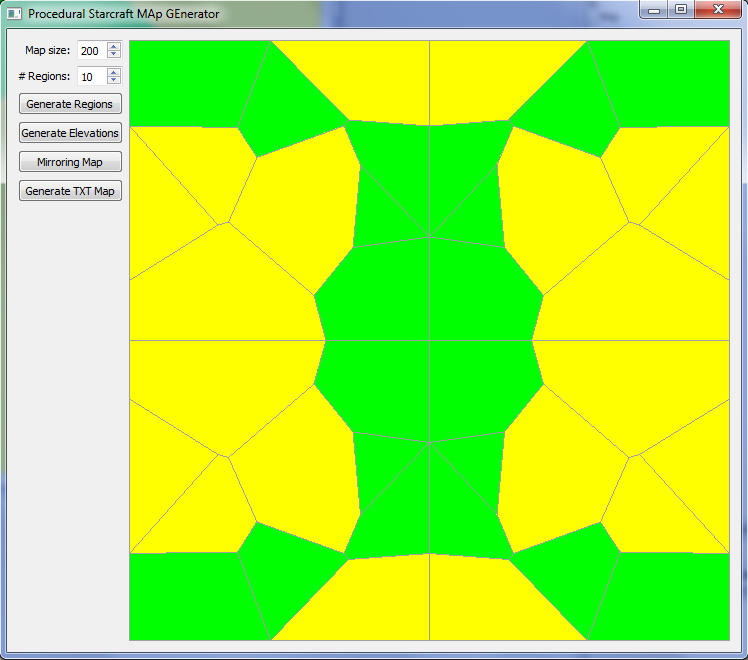 Procedural Starcraft MAp GEnerator
Map size: 200
# Regions: 10
Generate Regions
Generate Elevations
Mirroring Map
Generate TXT Map